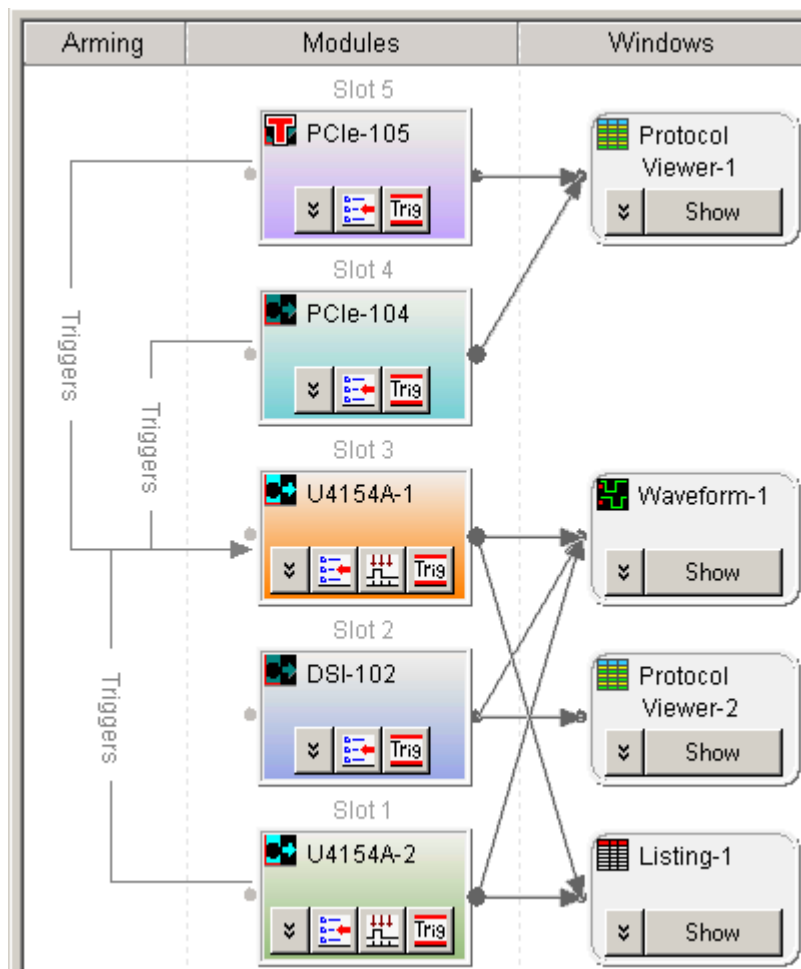 Arming Modules Windows
Slot 5
PCIe-105
Trig
Protocol
Viewer-1
Show
Slot 4
PCIe-104
Trig
Triggers
Triggers
Slot 3
U4154A-1
Trig
Waveform-1
Show
Slot 2
DSI-102
Trig
Protocol
Viewer-2
Show
Triggers
Slot 1
U4154A-2
Trig
Listing-1
Show